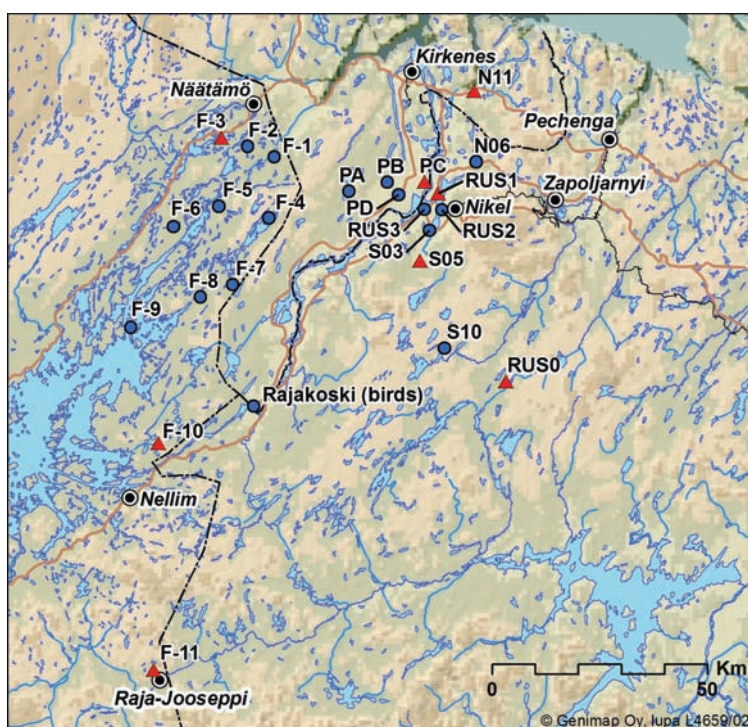 Kirkenes
N11
Näätämö
F-3
F-2
F-1
Pechenga
N06
PA
PB
PC
RUS1
Zapoljarnyi
F-5
F-6
F-4
PD
Nikel
RUS3
RUS2
S03
S05
F-7
F-8
F-9
S10
RUS0
Rajakoski (birds)
F-10
Nellim
F-11
Raja-Jooseppi
Km
0
50
© Genimap Oy, lupa L4659/02